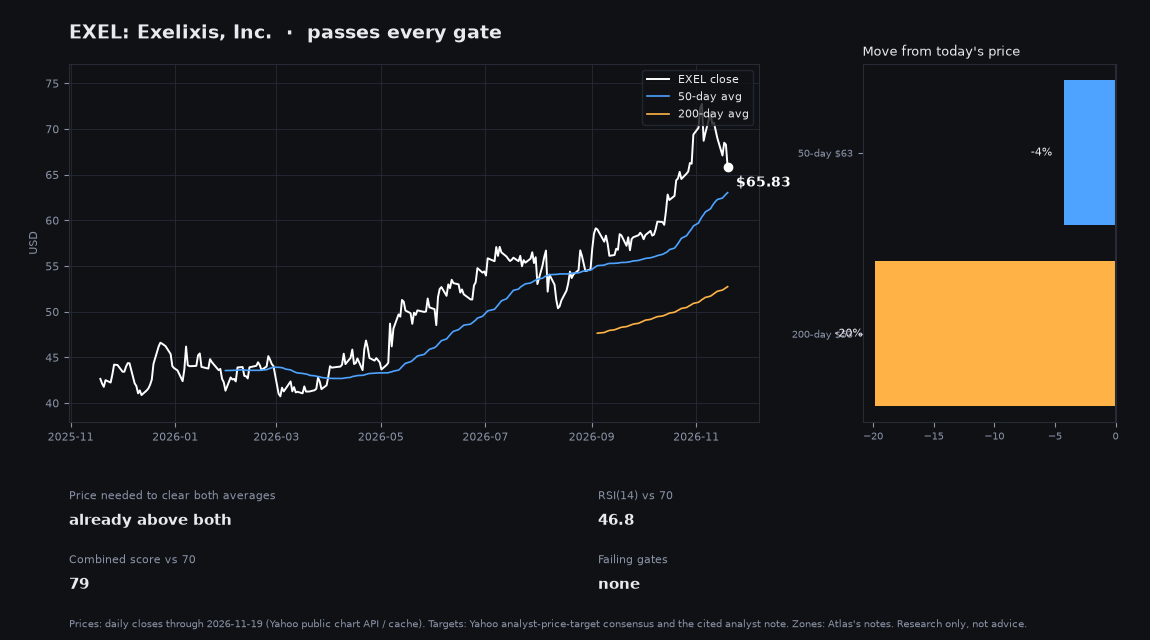 EXEL: Exelixis, Inc. · passes every gate
Move from today's price
EXEL close
50-day avg
200-day avg
75
70
65
60
55
50
45
40
USD
$65.83
2025-11 2026-01 2026-03 2026-05 2026-07 2026-09 2026-11
50-day $63
-4%
200-day
-20%
−20 −15 −10 −5 0
Price needed to clear both averages
already above both
RSI(14) vs 70
46.8
Combined score vs 70
79
Failing gates
none
Prices: daily closes through 2026-11-19 (Yahoo public chart API / cache). Targets: Yahoo analyst-price-target consensus and the cited analyst note. Zones: Atlas's notes. Research only, not advice.